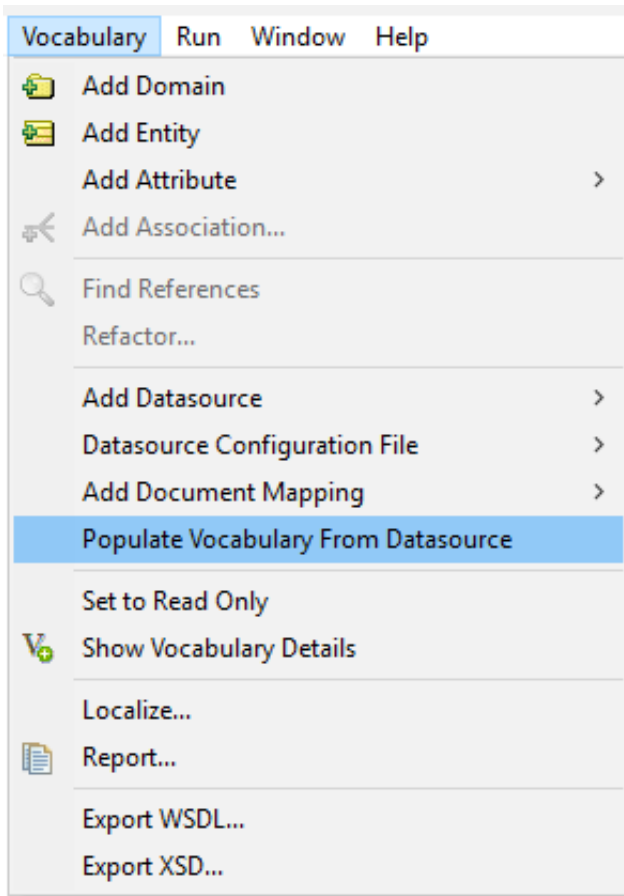 Vocabulary Run Window Help
Add Domain
Add Entity
Add Attribute
Add Association...
Find References
Refactor...
Add Datasource
Datasource Configuration File
Add Document Mapping
Populate Vocabulary From Datasource
Set to Read Only
Show Vocabulary Details
Localize...
Report...
Export WSDL...
Export XSD...